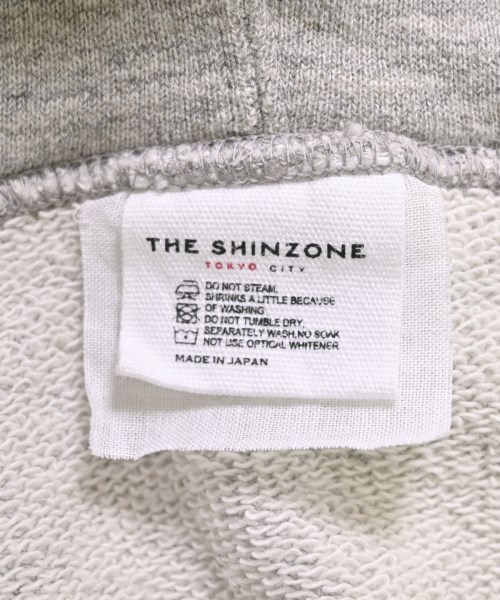 THE SHINZONE
TOKYO CITY
DO NOT STEAM.
SHRINKS A LITTLE BECAUSE
OF WASHING
DO NOT TUMBLE DRY.
SEPARATELY WASH,NO SOAK
NOT USE OPTICAL WHITENER
MADE IN JAPAN